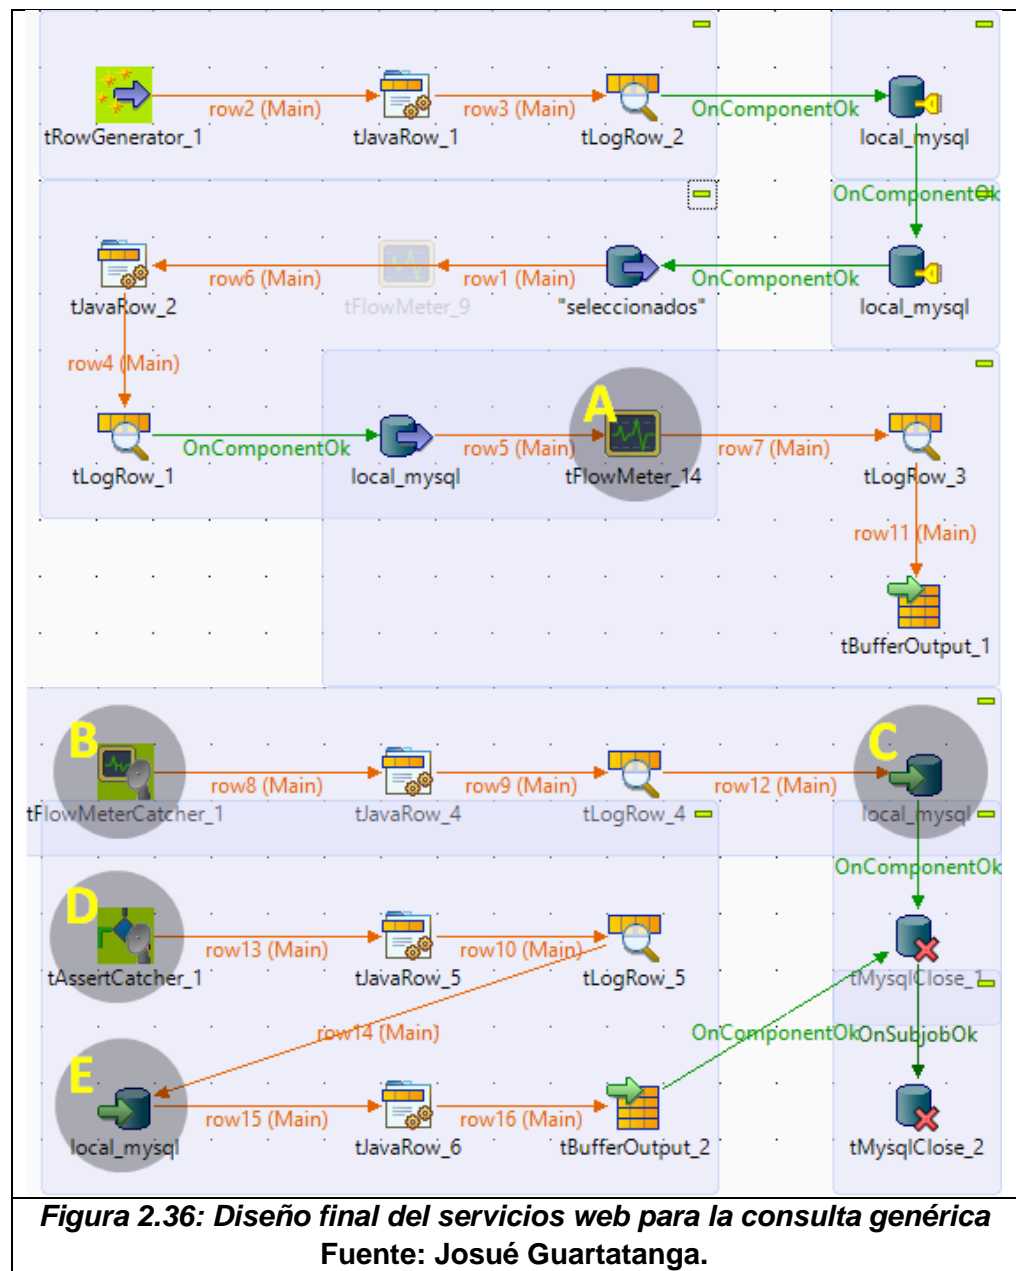 row2 (Main)
row3 (Main)
OnComponentOk
tRowGenerator_1
tJavaRow_1
tLogRow_2
local_mysql
OnComponentOk
row6 (Main)
row1 (Main)
OnComponentOk
tJavaRow_2
tFlowMeter_9
"seleccionados"
local_mysql
row4 (Main)
A
OnComponentOk
row5 (Main)
row7 (Main)
tLogRow_1
local_mysql
tFlowMeter_14
tLogRow_3
row11 (Main)
tBufferOutput_1
B
C
row8 (Main)
row9 (Main)
row12 (Main)
tFlowMeterCatcher_1
tJavaRow_4
tLogRow_4
local_mysql
OnComponentOk
D
row13 (Main)
row10 (Main)
tAssertCatcher_1
tJavaRow_5
tLogRow_5
tMysqlClose_1
row14 (Main)
OnComponentOk
OnSubjobOk
E
row15 (Main)
row16 (Main)
local_mysql
tJavaRow_6
tBufferOutput_2
tMysqlClose_2
Figura 2.36: Diseño final del servicios web para la consulta genérica
Fuente: Josué Guartatanga.